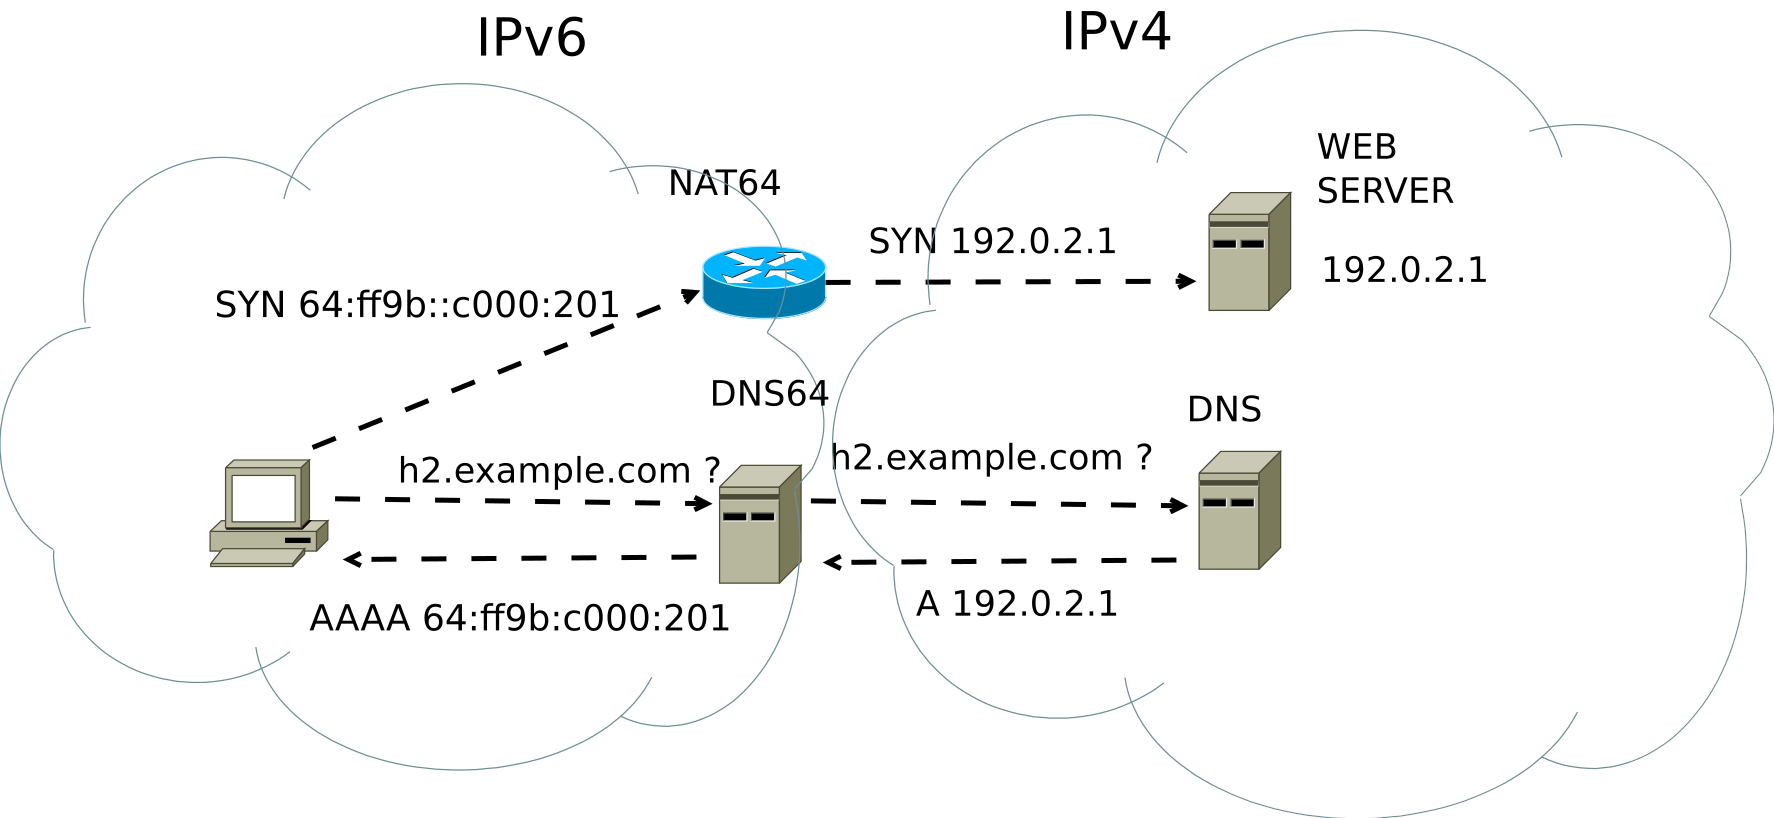 IPv6
IPv4
WEB
SERVER
NAT64
SYN 192.0.2.1
192.0.2.1
SYN 64:ff9b::c000:201
DNS64
DNS
h2.example.com ?
h2.example.com ?
A 192.0.2.1
AAAA 64:ff9b:c000:201